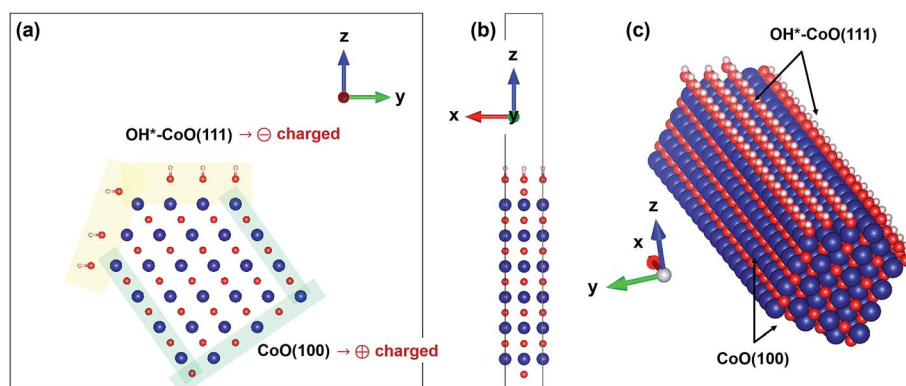 (a)
z
y
OH*-CoO(111) → ⊖ charged
CoO(100) → ⊕ charged
(b)
z
x
y
(c)
OH*-CoO(111)
z
x
y
CoO(100)